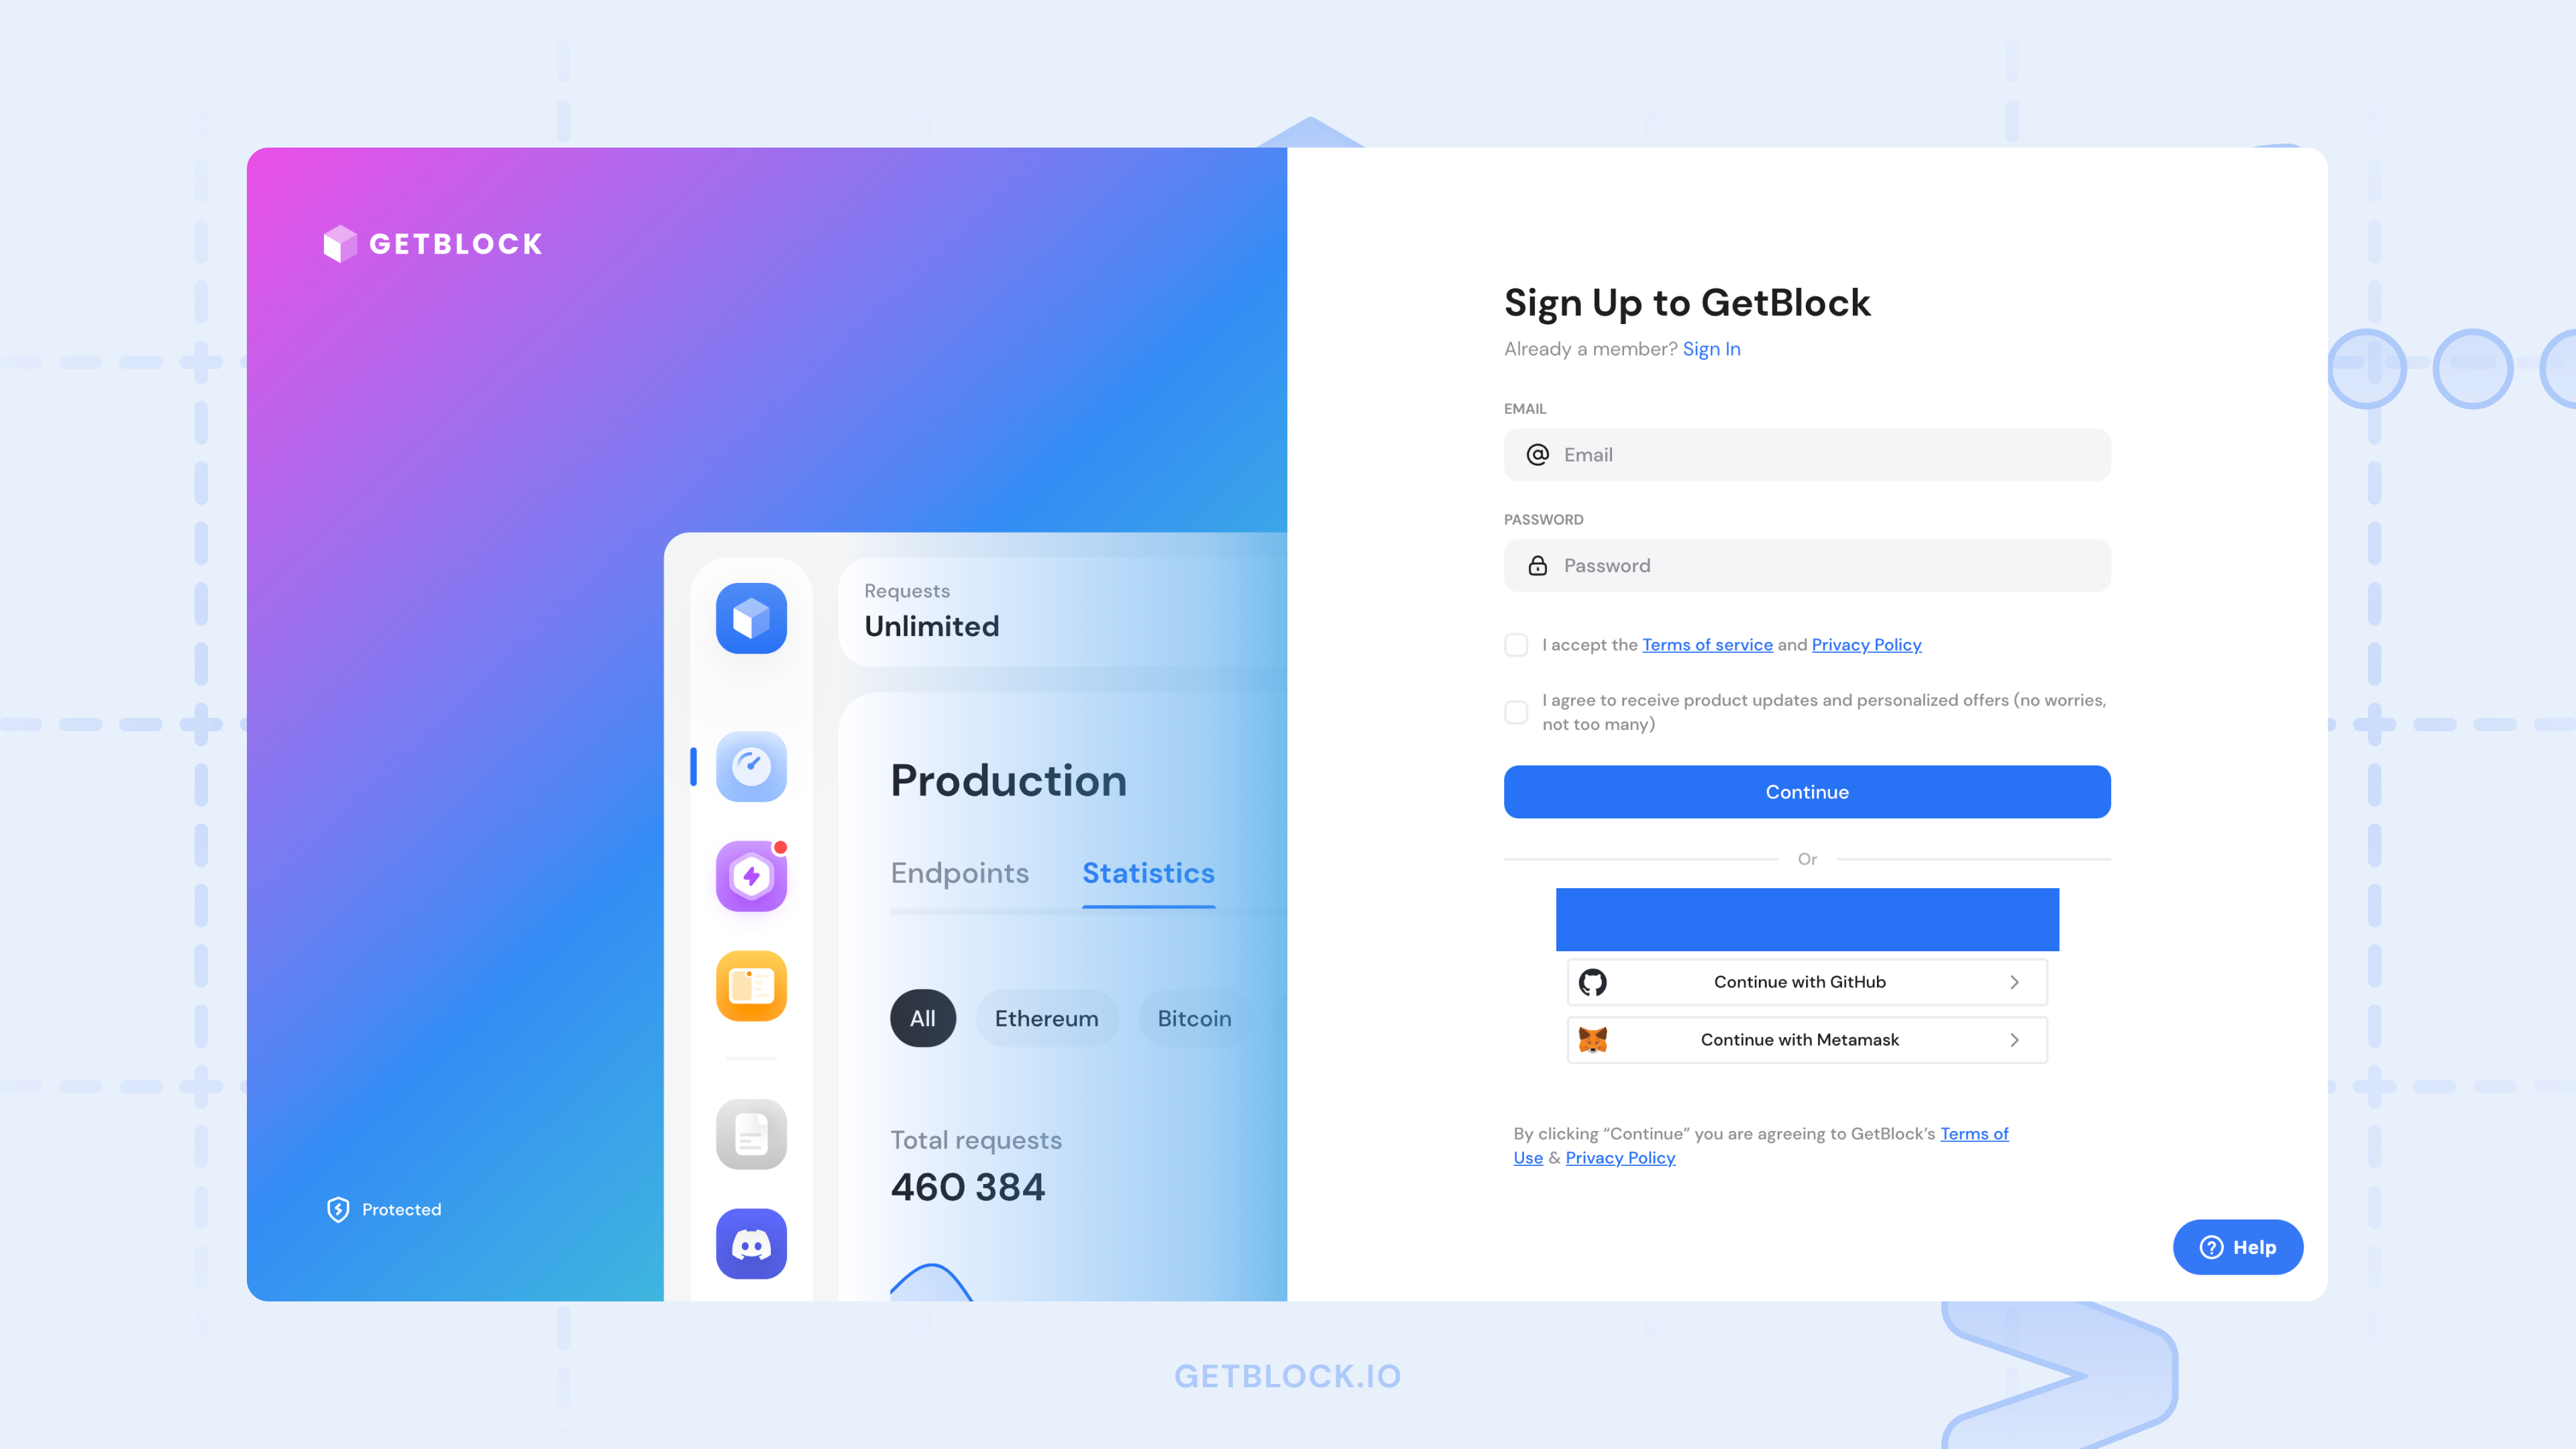 GETBLOCK
Requests
Unlimited
Production
Endpoints Statistics
All Ethereum Bitcoin
Total requests
460 384
Protected
Sign Up to GetBlock
Already a member? Sign In
EMAIL
@ Email
PASSWORD
Password
I accept the Terms of service and Privacy Policy
I agree to receive product updates and personalized offers (no worries,
not too many)
Continue
Or
Continue with GitHub
Continue with Metamask
By clicking “Continue” you are agreeing to GetBlock’s Terms of
Use & Privacy Policy
Help
GETBLOCK.IO